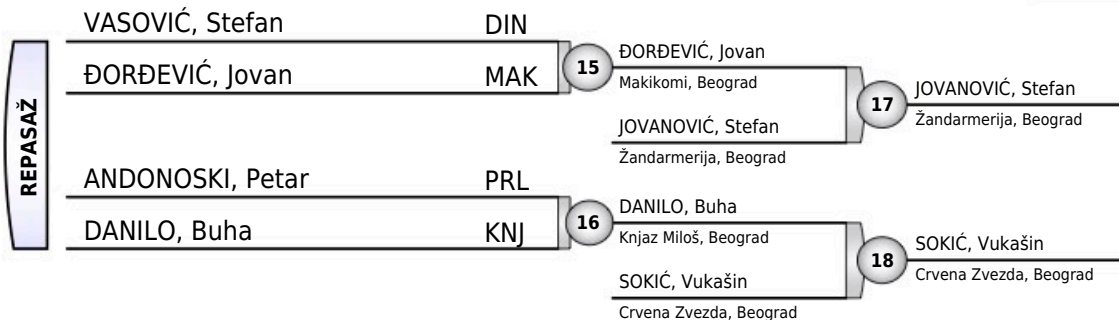 REPASAŽ
VASOVIĆ, Stefan DIN
ĐORĐEVIĆ, Jovan MAK
15
ĐORĐEVIĆ, Jovan
Makikomi, Beograd
JOVANOVIĆ, Stefan
Žandarmerija, Beograd
17
JOVANOVIĆ, Stefan
Žandarmerija, Beograd
ANDONOSKI, Petar PRL
DANILO, Buha KNJ
16
DANILO, Buha
Knjaz Miloš, Beograd
SOKIĆ, Vukašin
Crvena Zvezda, Beograd
18
SOKIĆ, Vukašin
Crvena Zvezda, Beograd